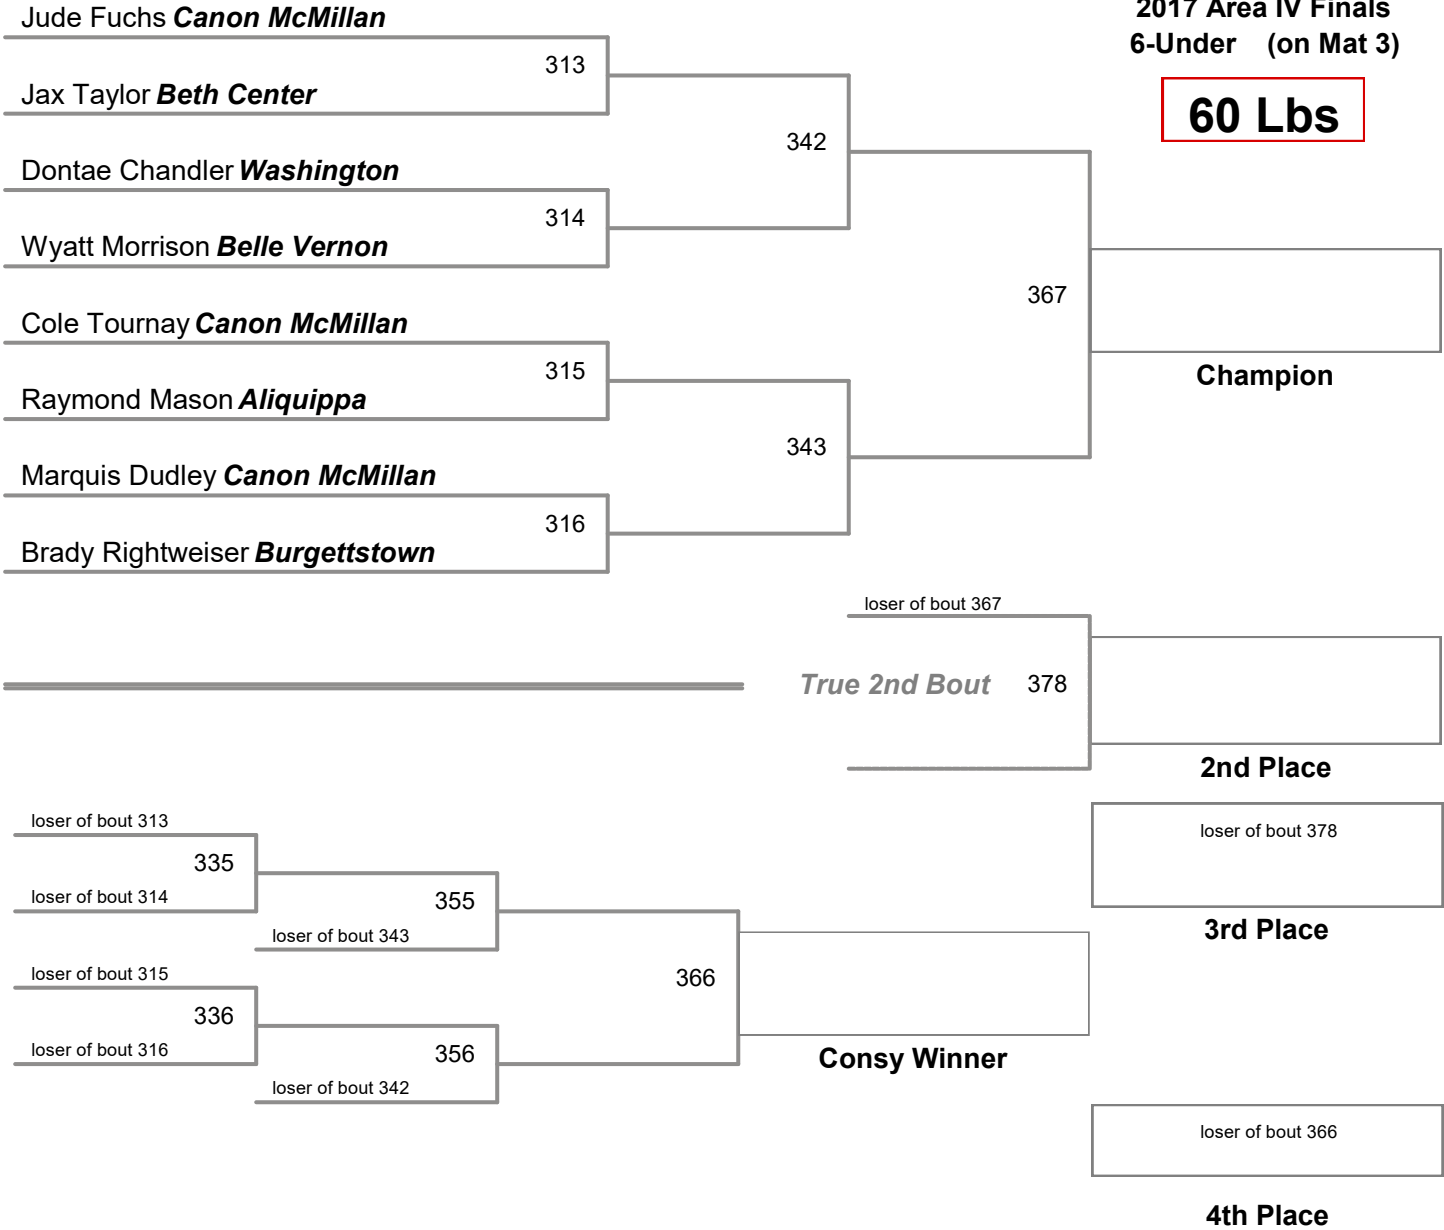 2017 Area IV Finals
6-Under (on Mat 3)
60 Lbs
Jude Fuchs Canon McMillan
313
Jax Taylor Beth Center
342
Dontae Chandler Washington
314
Wyatt Morrison Belle Vernon
367
Cole Tournay Canon McMillan
315
Raymond Mason Aliquippa
343
Marquis Dudley Canon McMillan
316
Brady Rightweiser Burgettstown
Champion
loser of bout 367
True 2nd Bout 378
2nd Place
loser of bout 313
335
loser of bout 314
355
loser of bout 343
loser of bout 315
336
loser of bout 316
356
loser of bout 342
366
Consy Winner
loser of bout 378
3rd Place
loser of bout 366
4th Place